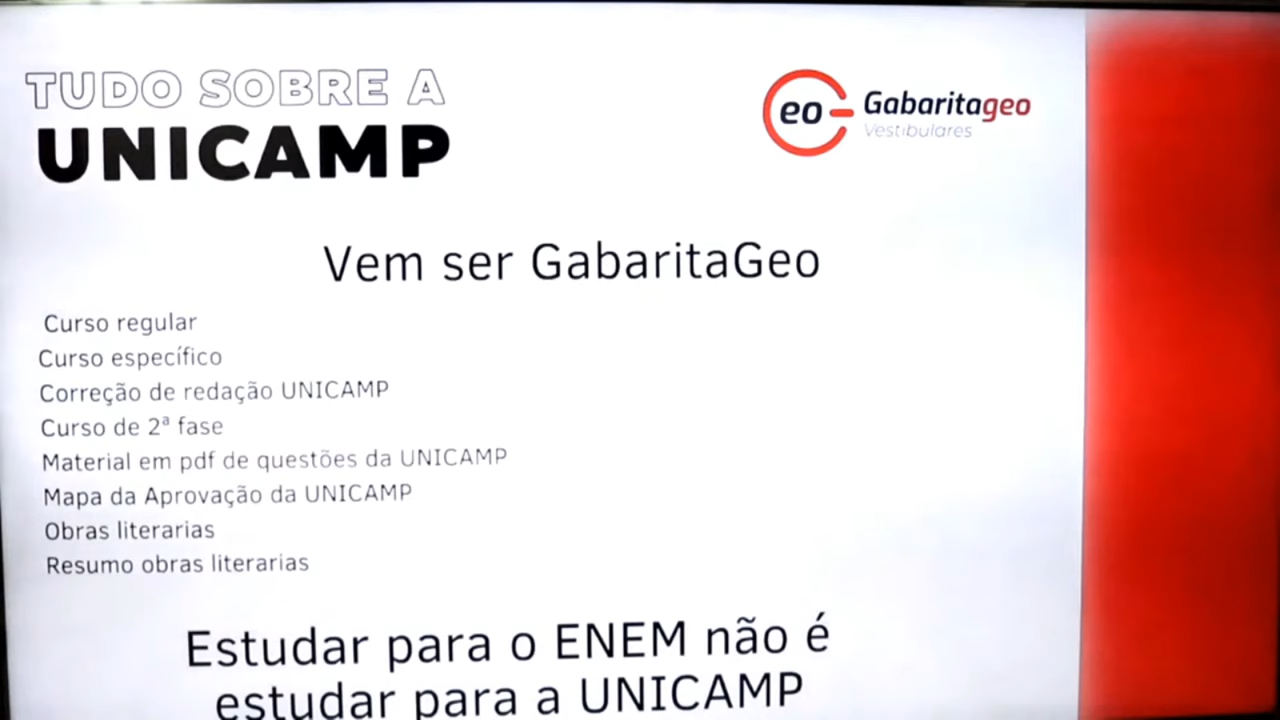 TUDO SOBRE A
UNICAMP
eo
Gabaritageo
Vestibulares
Vem ser GabaritaGeo
Curso regular
Curso específico
Correção de redação UNICAMP
Curso de 2ª fase
Material em pdf de questões da UNICAMP
Mapa da Aprovação da UNICAMP
Obras literarias
Resumo obras literarias
Estudar para o ENEM não é
estudar para a UNICAMP